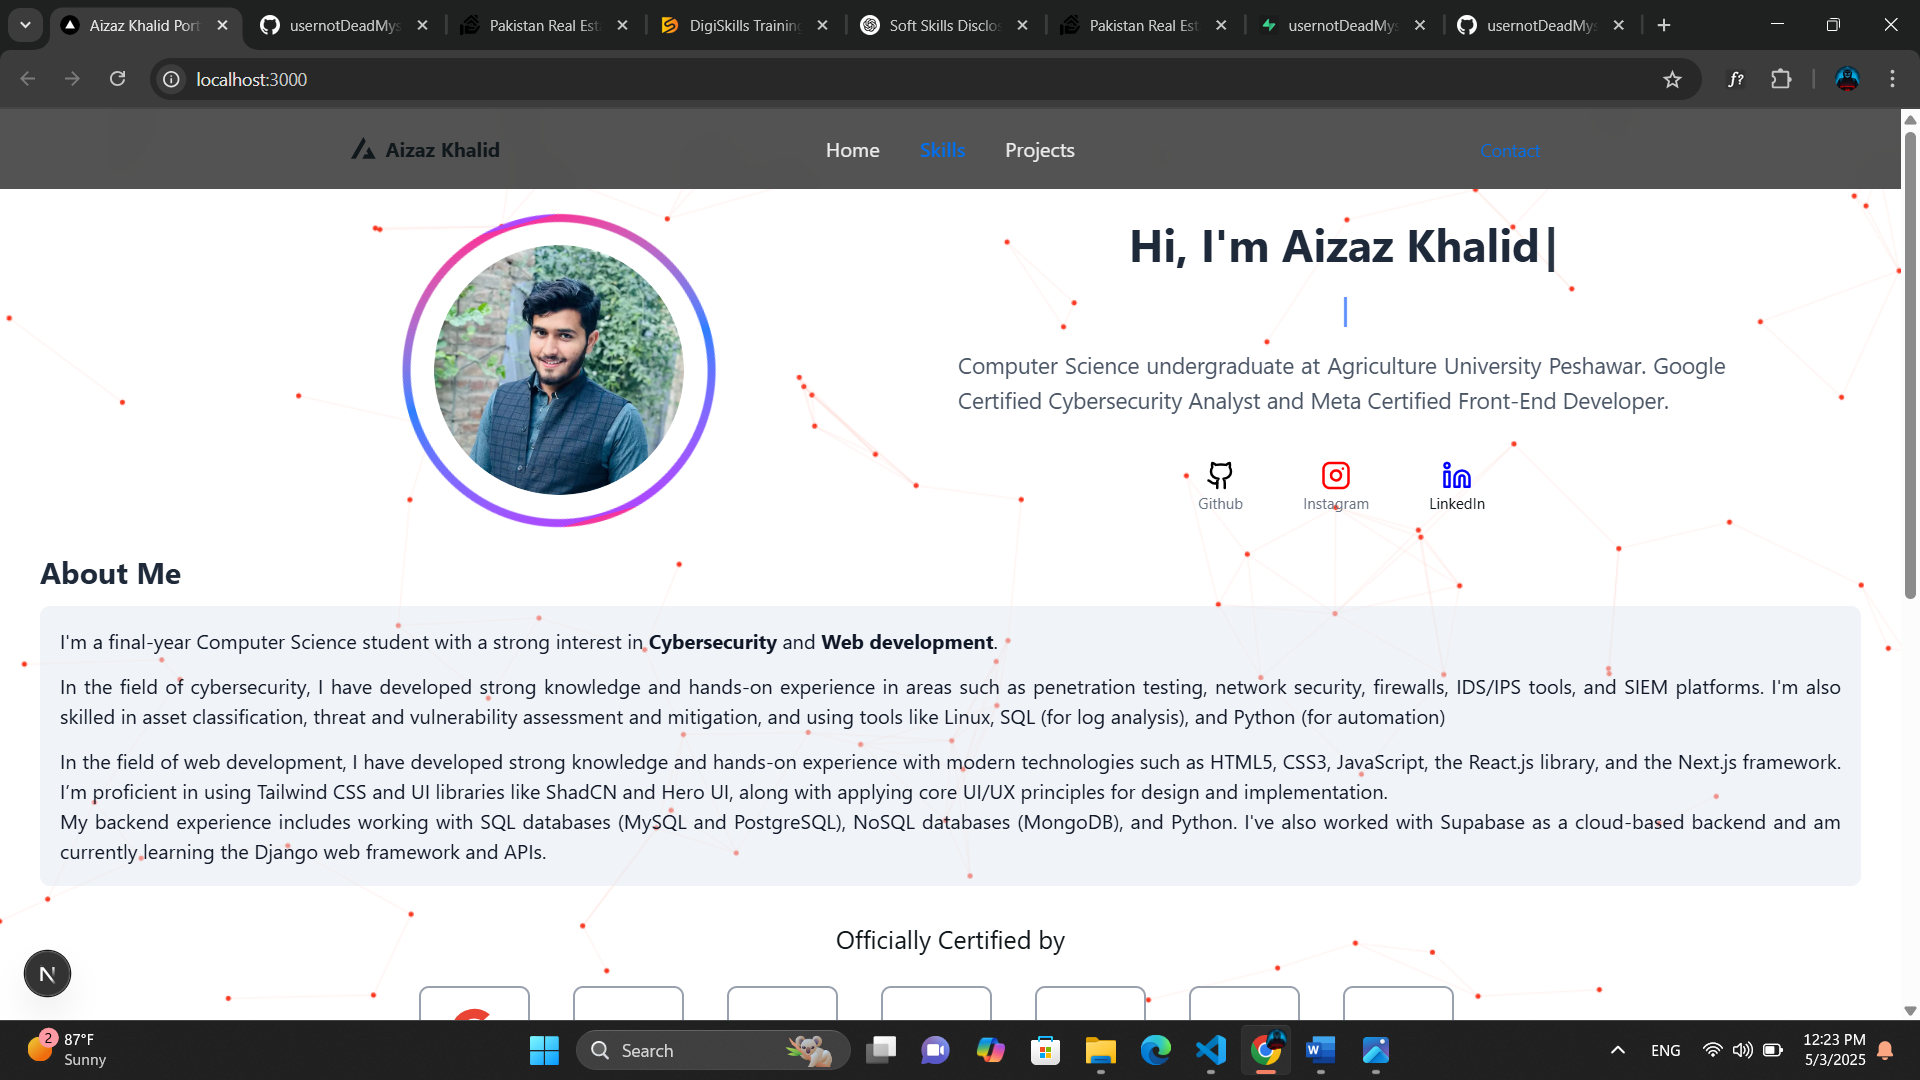 Aizaz Khalid Port
usernotDeadMys
Pakistan Real Est
DigiSkills Training
Soft Skills Disclos
Pakistan Real Est
usernotDeadMys
usernotDeadMys
localhost:3000
f?
Aizaz Khalid
Home
Skills
Projects
Contact
Hi, I'm Aizaz Khalid|
|
Computer Science undergraduate at Agriculture University Peshawar. Google
Certified Cybersecurity Analyst and Meta Certified Front-End Developer.
Github
Instagram
LinkedIn
About Me
I'm a final-year Computer Science student with a strong interest in Cybersecurity and Web development.
In the field of cybersecurity, I have developed strong knowledge and hands-on experience in areas such as penetration testing, network security, firewalls, IDS/IPS tools, and SIEM platforms. I'm also
skilled in asset classification, threat and vulnerability assessment and mitigation, and using tools like Linux, SQL (for log analysis), and Python (for automation)
In the field of web development, I have developed strong knowledge and hands-on experience with modern technologies such as HTML5, CSS3, JavaScript, the React.js library, and the Next.js framework.
I’m proficient in using Tailwind CSS and UI libraries like ShadCN and Hero UI, along with applying core UI/UX principles for design and implementation.
My backend experience includes working with SQL databases (MySQL and PostgreSQL), NoSQL databases (MongoDB), and Python. I've also worked with Supabase as a cloud-based backend and am
currently learning the Django web framework and APIs.
Officially Certified by
N
2
87°F
Sunny
Search
W
ENG
12:23 PM
5/3/2025